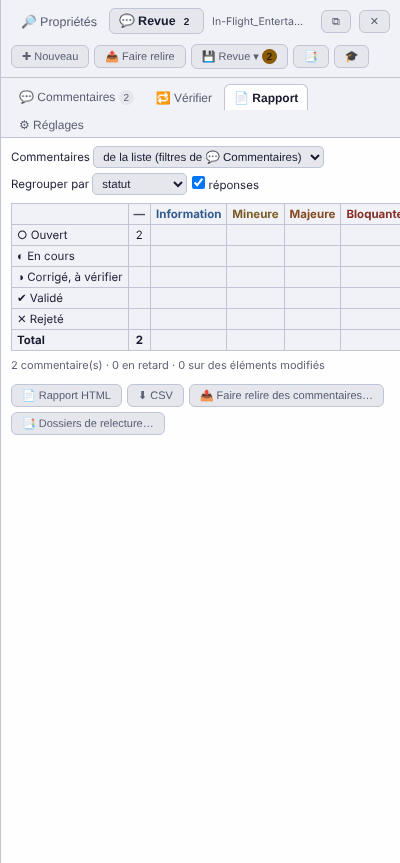 🔎 Propriétés 💬 Revue 2 In-Flight_Enterta... ⧉ ✕
✚ Nouveau 📤 Faire relire 💾 Revue ▾ 2 📑 🎓
💬 Commentaires 2 🔁 Vérifier 📄 Rapport
⚙ Réglages
Commentaires de la liste (filtres de 💬 Commentaires)
Regrouper par statut réponses
— Information Mineure Majeure Bloquante
○ Ouvert 2
◐ En cours
◑ Corrigé, à vérifier
✔ Validé
✕ Rejeté
Total 2
2 commentaire(s) · 0 en retard · 0 sur des éléments modifiés
📄 Rapport HTML ⬇ CSV 📤 Faire relire des commentaires…
📑 Dossiers de relecture…